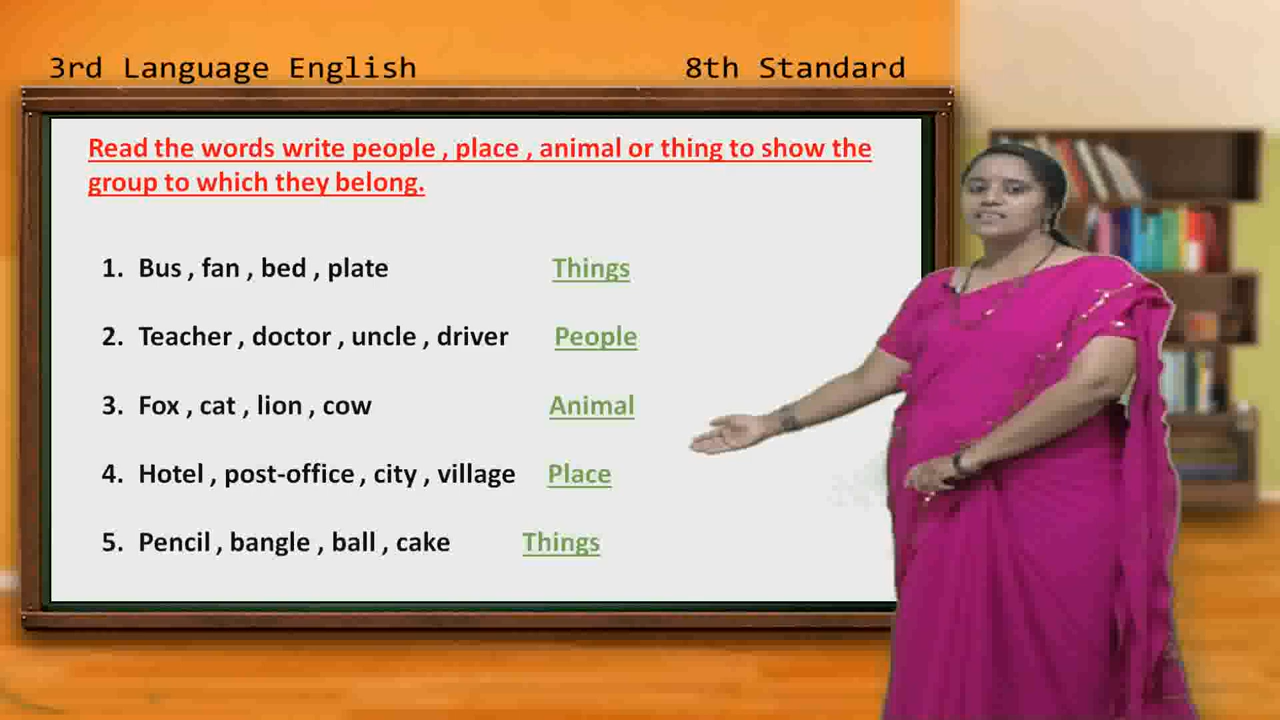 3rd Language English 8th Standard
Read the words write people , place , animal or thing to show the
group to which they belong.
1. Bus , fan , bed , plate Things
2. Teacher , doctor , uncle , driver People
3. Fox , cat , lion , cow Animal
4. Hotel , post-office , city , village Place
5. Pencil , bangle , ball , cake Things